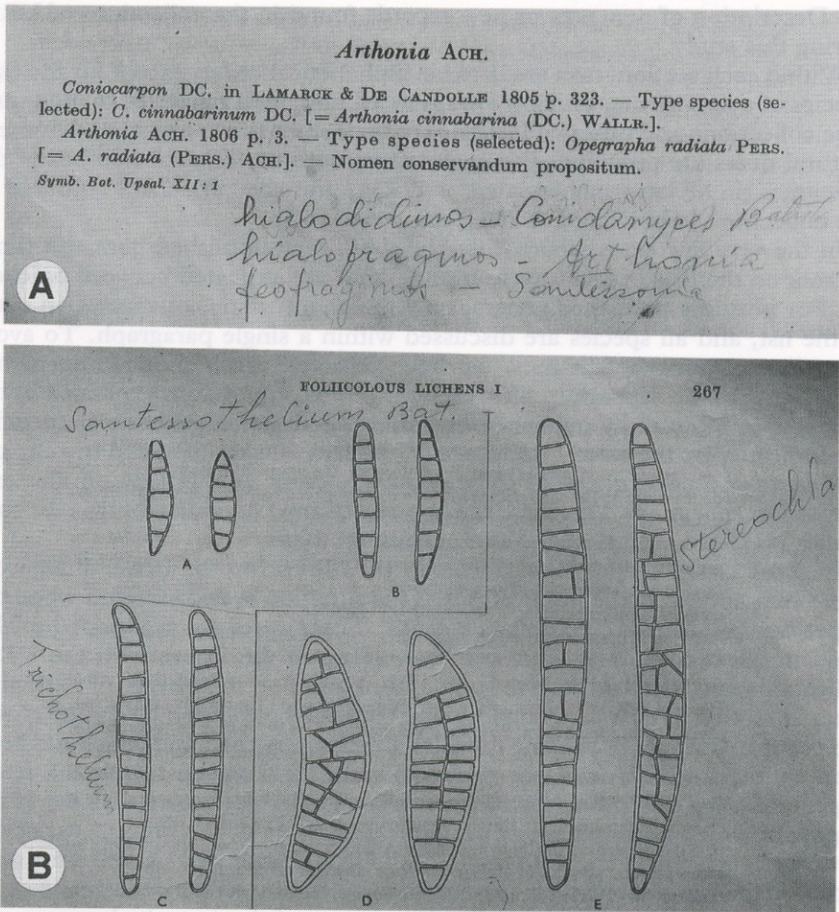 Arthonia ACH.
Coniocarpon DC. in LAMARCK & DE CANDOLLE 1805 p. 323. — Type species (se-
lected): C. cinnabarinum DC. [= Arthonia cinnabarina (DC.) WALLR.].
Arthonia ACH. 1806 p. 3. — Type species (selected): Opegrapha radiata PERS.
[= A. radiata (PERS.) ACH.]. — Nomen conservandum propositum.
Symb. Bot. Upsal. XII: 1
hialodidimos – Conidamyces
hialofragmos - Arthonia
feofragmos – Santessonia
A
FOLIICOLOUS LICHENS I 267
Santessothelium Bat.
A
B
Stereochla
Trichothelium
C
D
E
B